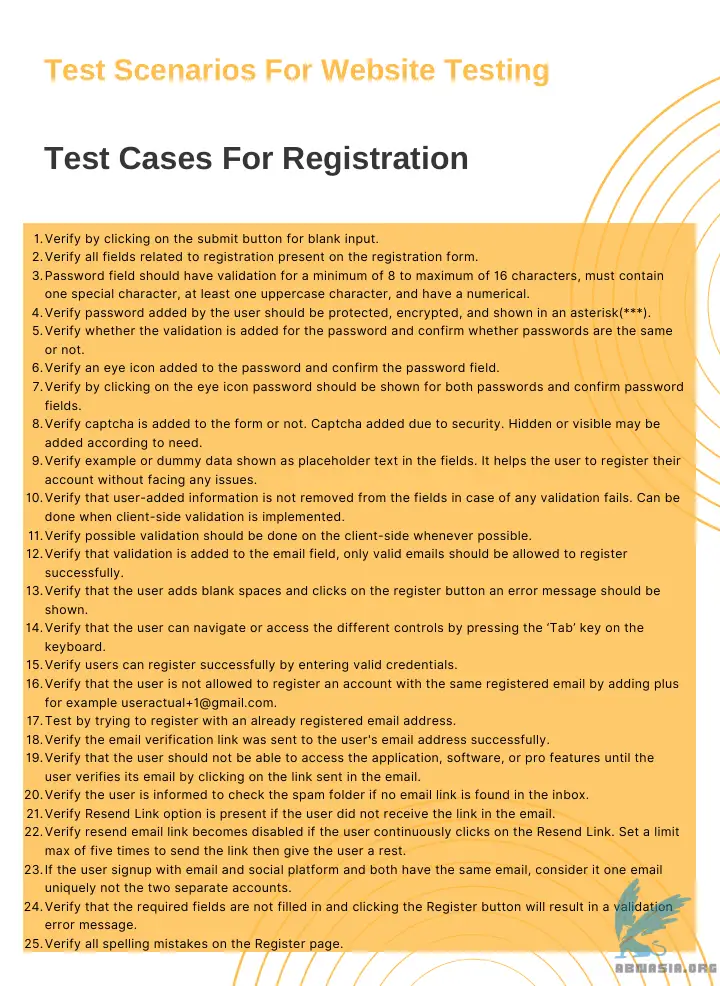 Test Scenarios For Website Testing
Test Cases For Registration
1. Verify by clicking on the submit button for blank input.
2. Verify all fields related to registration present on the registration form.
3. Password field should have validation for a minimum of 8 to maximum of 16 characters, must contain
one special character, at least one uppercase character, and have a numerical.
4. Verify password added by the user should be protected, encrypted, and shown in an asterisk(***).
5. Verify whether the validation is added for the password and confirm whether passwords are the same
or not.
6. Verify an eye icon added to the password and confirm the password field.
7. Verify by clicking on the eye icon password should be shown for both passwords and confirm password
fields.
8. Verify captcha is added to the form or not. Captcha added due to security. Hidden or visible may be
added according to need.
9. Verify example or dummy data shown as placeholder text in the fields. It helps the user to register their
account without facing any issues.
10. Verify that user-added information is not removed from the fields in case of any validation fails. Can be
done when client-side validation is implemented.
11. Verify possible validation should be done on the client-side whenever possible.
12. Verify that validation is added to the email field, only valid emails should be allowed to register
successfully.
13. Verify that the user adds blank spaces and clicks on the register button an error message should be
shown.
14. Verify that the user can navigate or access the different controls by pressing the ‘Tab’ key on the
keyboard.
15. Verify users can register successfully by entering valid credentials.
16. Verify that the user is not allowed to register an account with the same registered email by adding plus
for example useractual+1@gmail.com.
17. Test by trying to register with an already registered email address.
18. Verify the email verification link was sent to the user's email address successfully.
19. Verify that the user should not be able to access the application, software, or pro features until the
user verifies its email by clicking on the link sent in the email.
20. Verify the user is informed to check the spam folder if no email link is found in the inbox.
21. Verify Resend Link option is present if the user did not receive the link in the email.
22. Verify resend email link becomes disabled if the user continuously clicks on the Resend Link. Set a limit
max of five times to send the link then give the user a rest.
23. If the user signup with email and social platform and both have the same email, consider it one email
uniquely not the two separate accounts.
24. Verify that the required fields are not filled in and clicking the Register button will result in a validation
error message.
25. Verify all spelling mistakes on the Register page.
ABWASIA.ORG